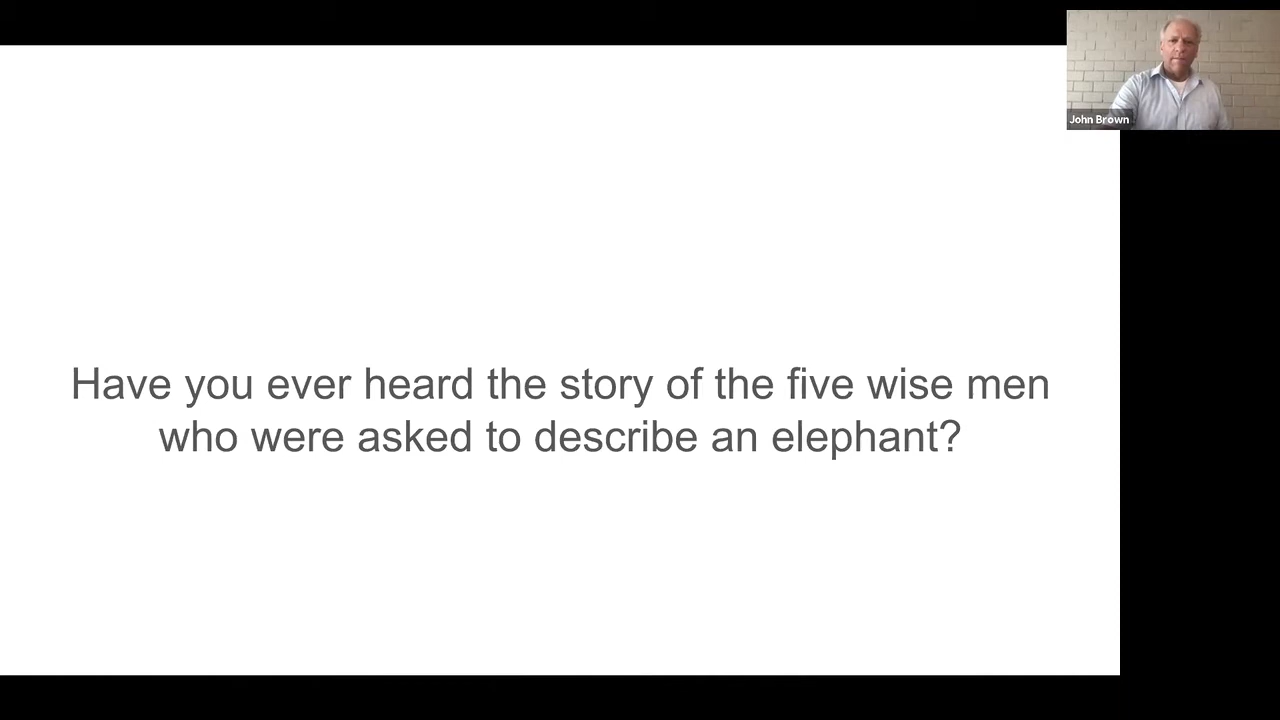 John Brown
Have you ever heard the story of the five wise men
who were asked to describe an elephant?